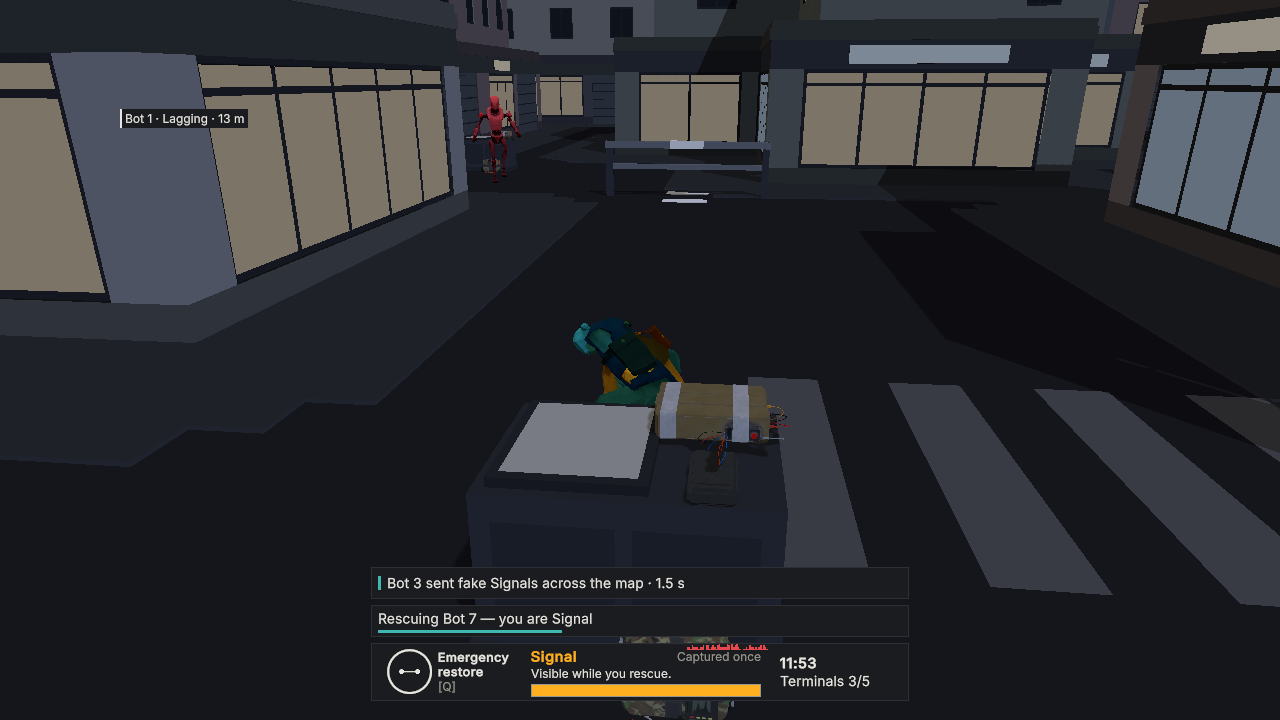 Bot 1 · Lagging · 13 m
Bot 3 sent fake Signals across the map · 1.5 s
Rescuing Bot 7 — you are Signal
Emergency restore
[Q]
Signal
Captured once
Visible while you rescue.
11:53
Terminals 3/5